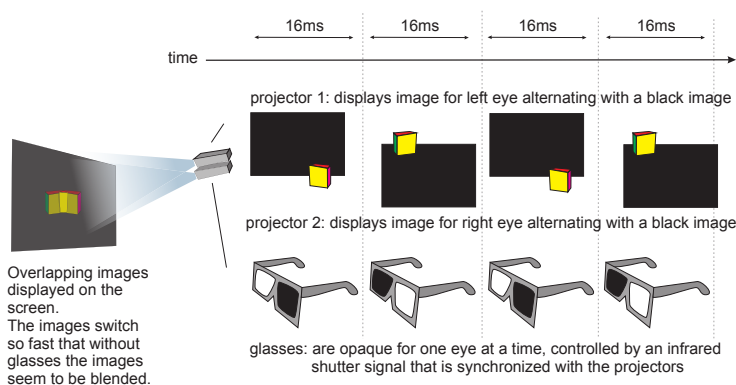 16ms 16ms 16ms 16ms
time
projector 1: displays image for left eye alternating with a black image
projector 2: displays image for right eye alternating with a black image
Overlapping images
displayed on the
screen.
The images switch
so fast that without
glasses the images
seem to be blended.
glasses: are opaque for one eye at a time, controlled by an infrared
shutter signal that is synchronized with the projectors